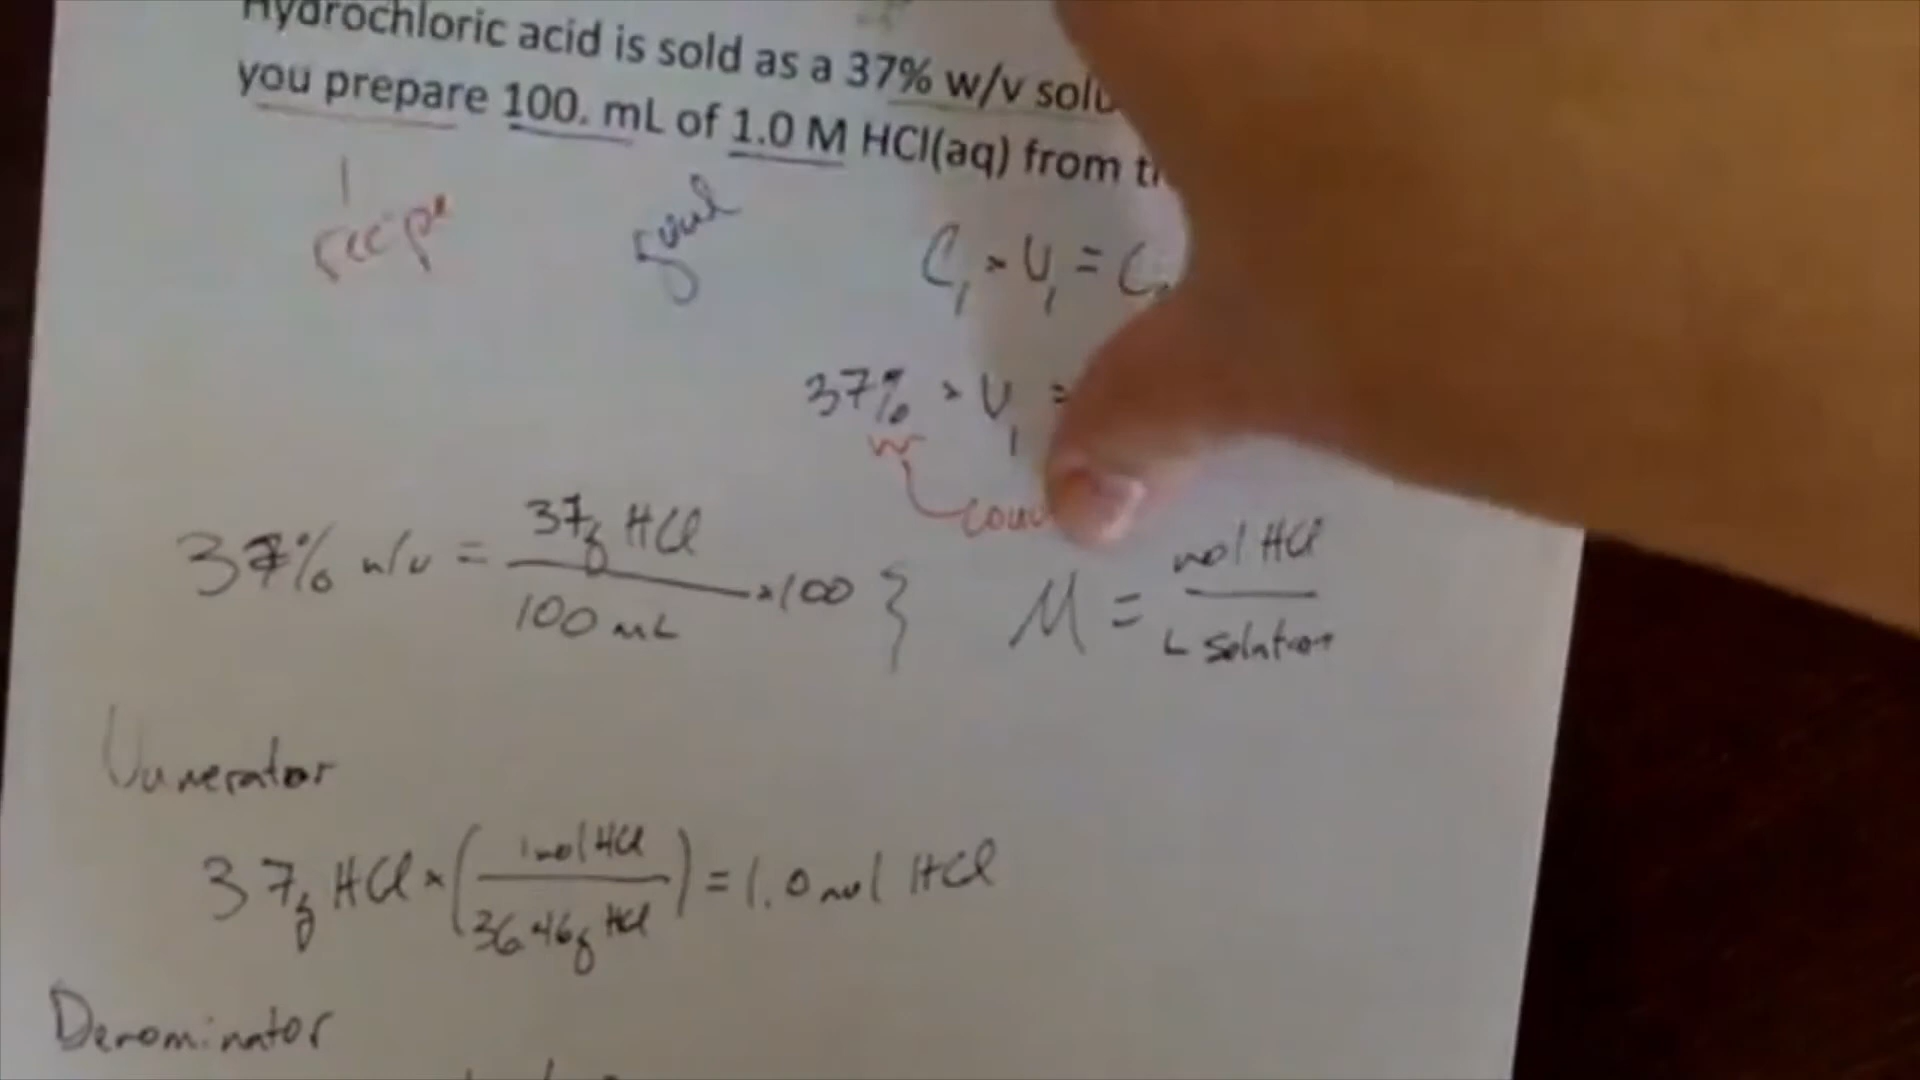 Hydrochloric acid is sold as a 37% w/v
you prepare 100. mL of 1.0 M HCl(aq) from
recipe
goal
C₁ × V₁ = C
37% × V₁ =
37% w/v = 37g HCl / 100 mL × 100 } M = mol HCl / L solution
Numerator
37g HCl × (1 mol HCl / 36.46g HCl) = 1.0 mol HCl
Denominator